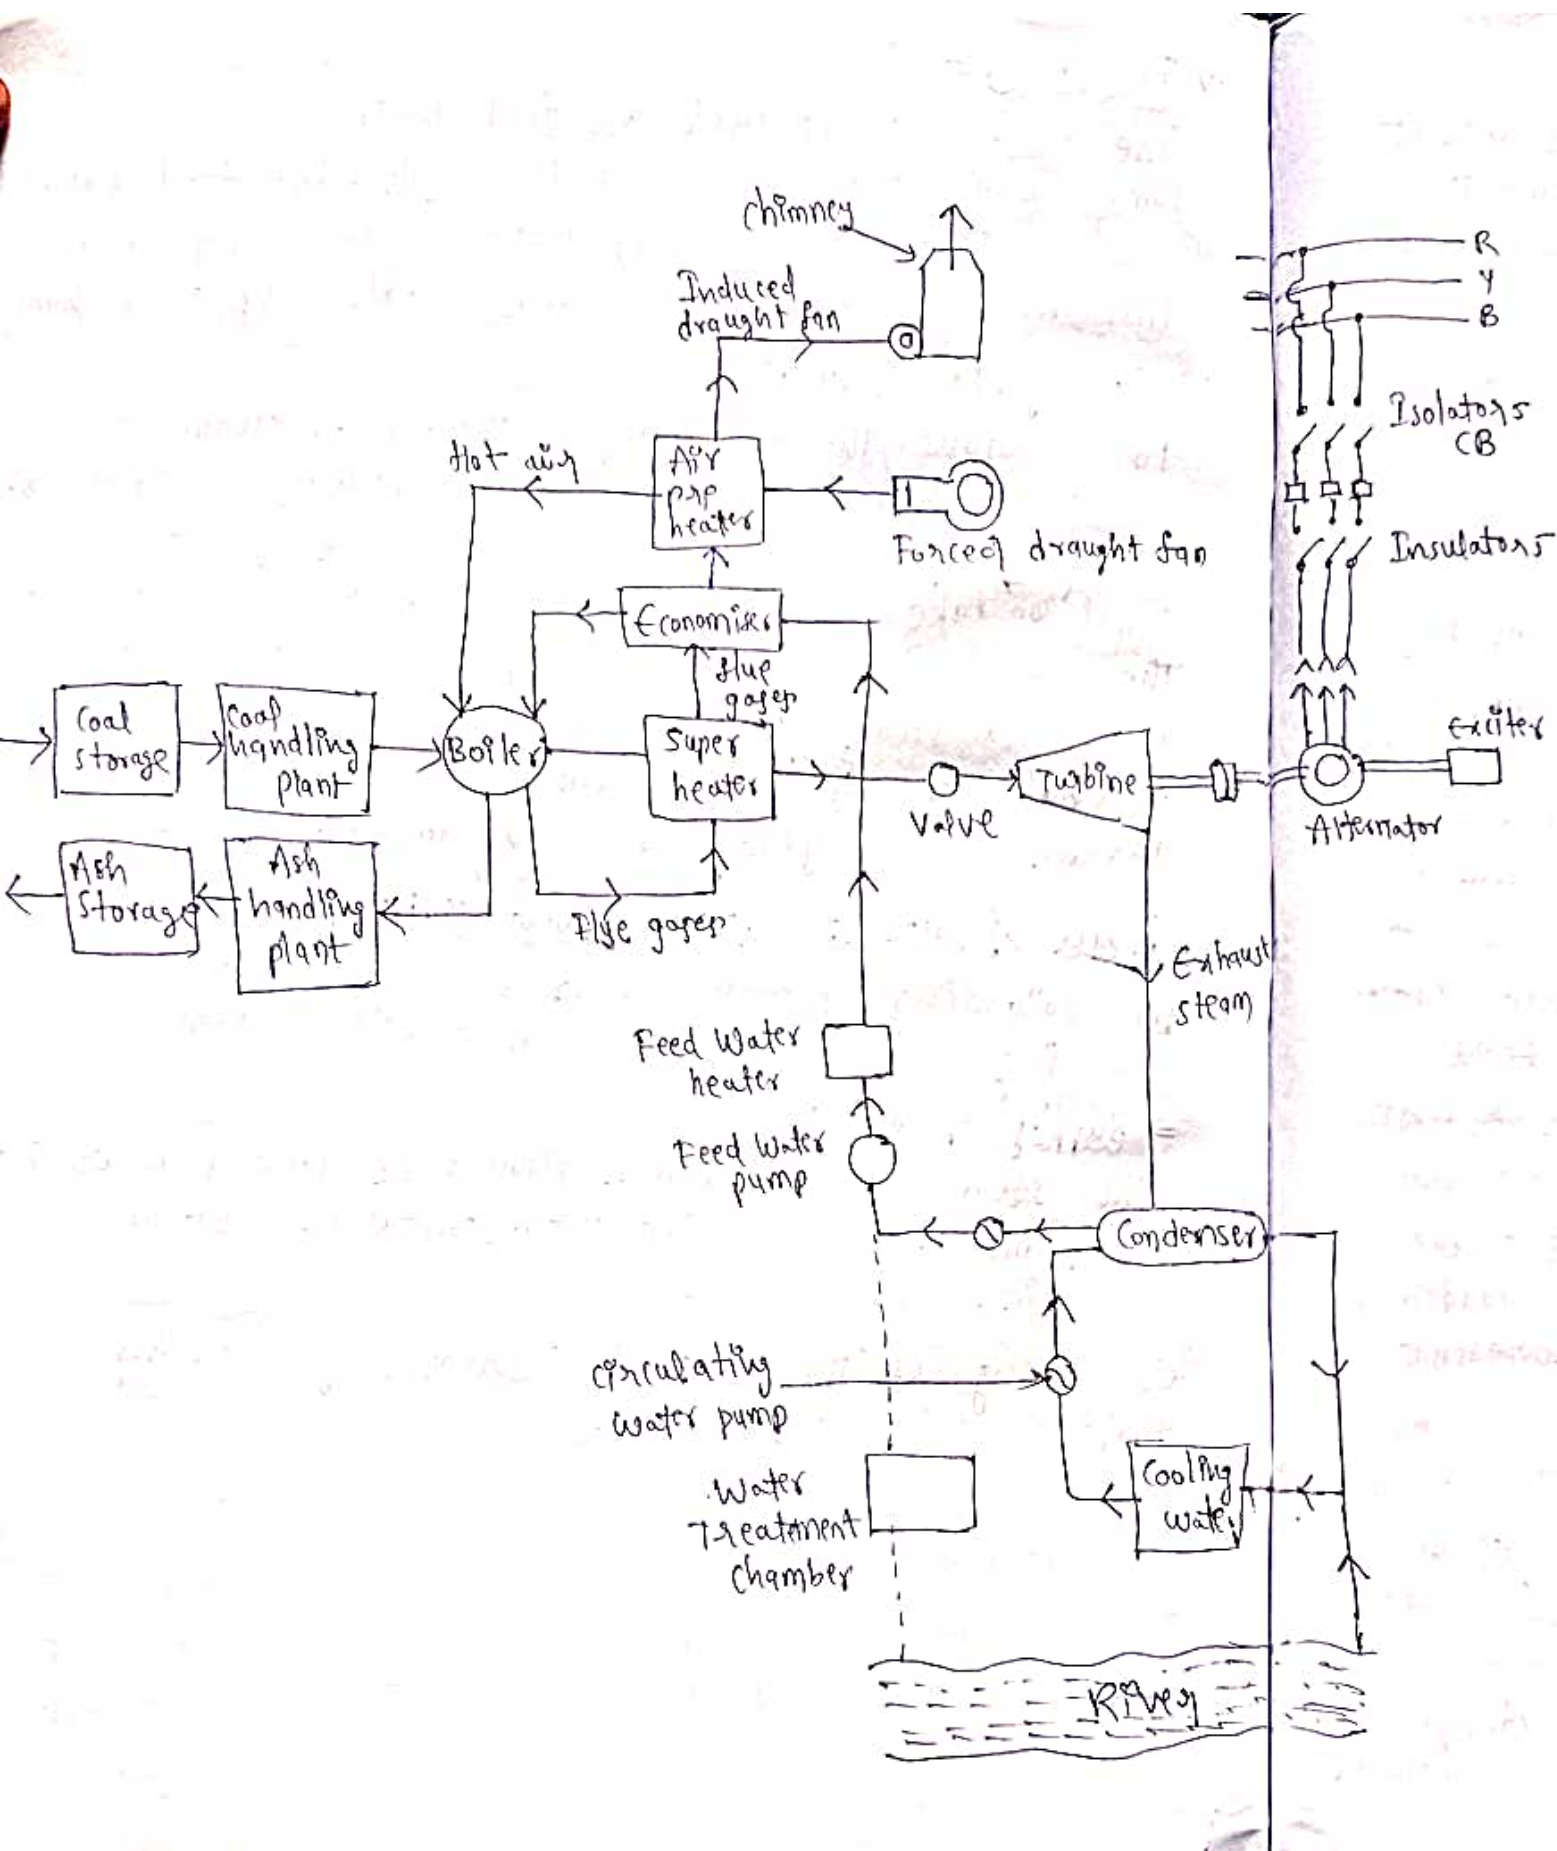 chimney
Induced
draught fan
R
Y
B
Isolators
CB
Hot air
Air
pre
heater
Forced draught fan
Insulators
Economiser
flue
gases
Coal
storage
Coal
handling
plant
Boiler
Super
heater
Valve
Turbine
Exciter
Alternator
Ash
storage
Ash
handling
plant
Flue gases
Exhaust
steam
Feed Water
heater
Feed Water
pump
Condenser
circulating
water pump
Cooling
water
Water
Treatment
chamber
River